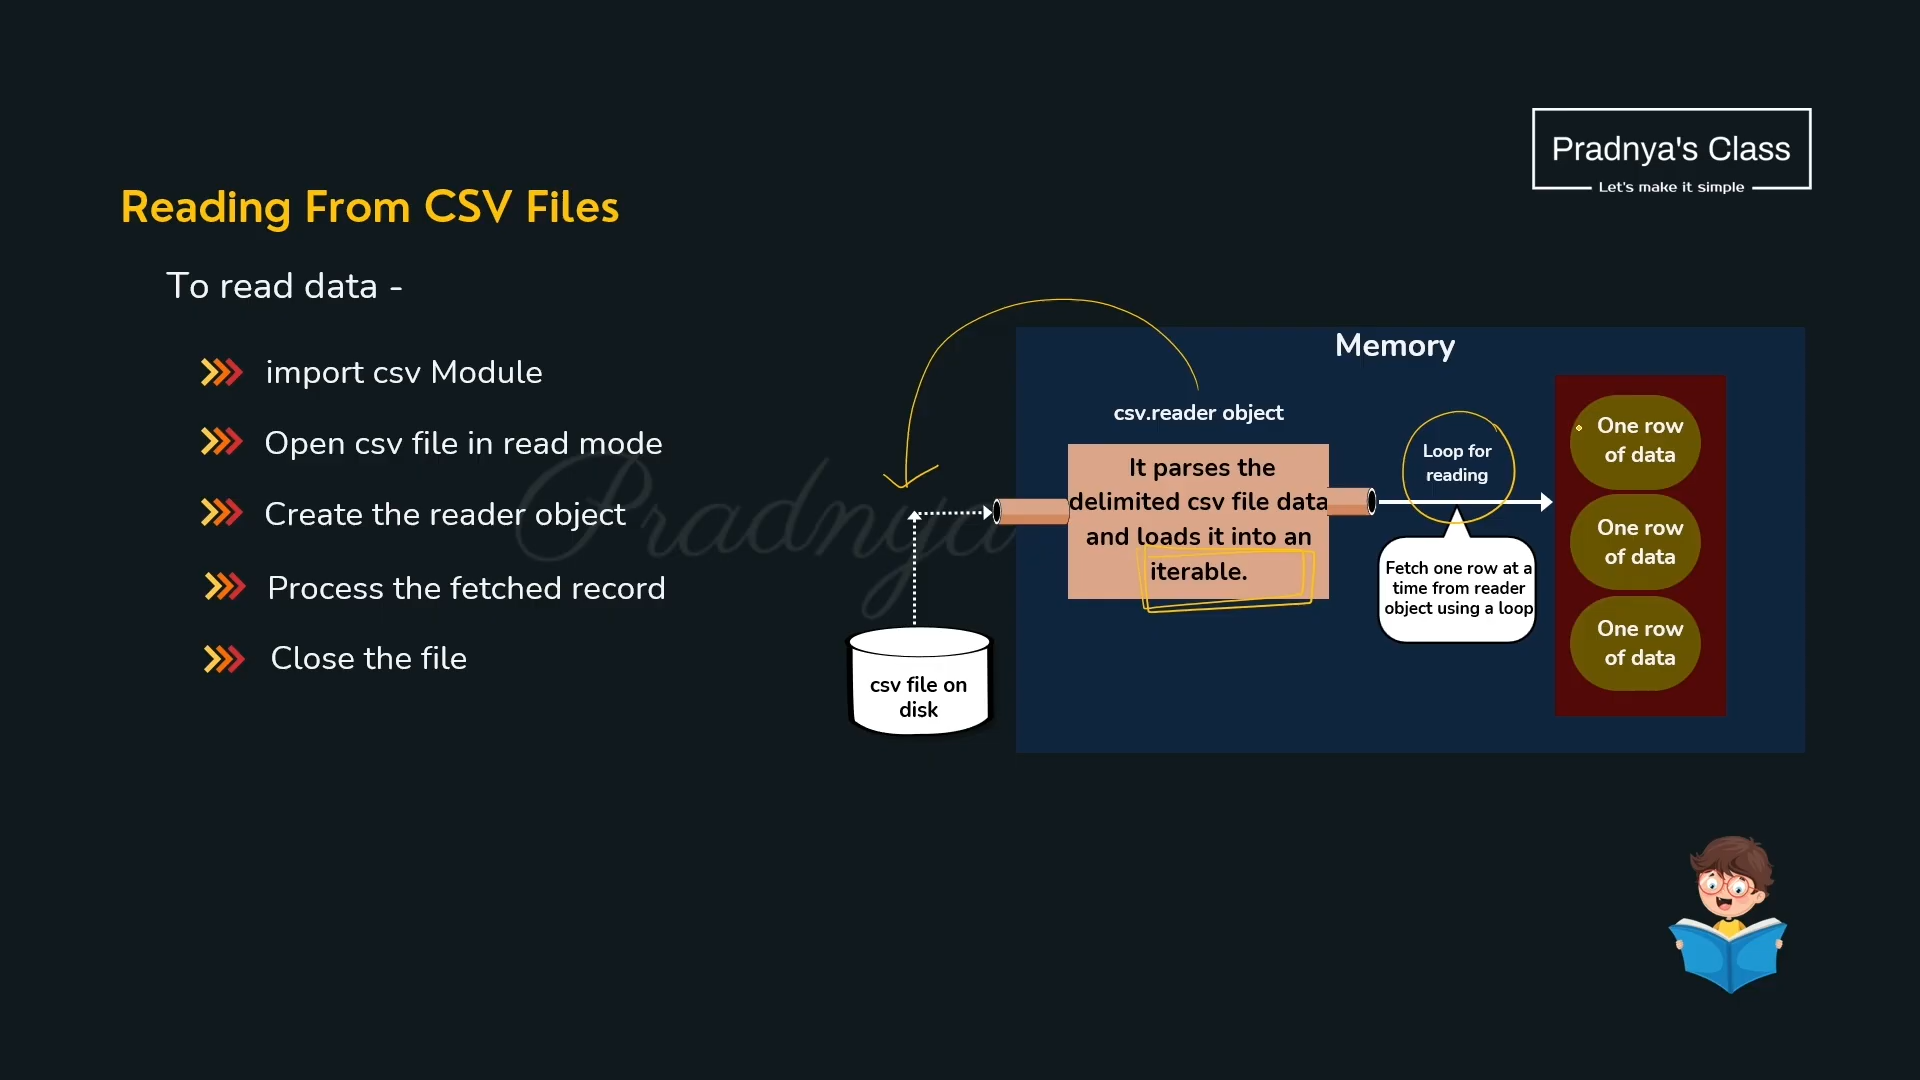 Pradnya's Class
Let's make it simple
Reading From CSV Files
To read data -
import csv Module
Open csv file in read mode
Create the reader object
Process the fetched record
Close the file
Pradnya
Memory
csv.reader object
It parses the
delimited csv file data
and loads it into an
iterable.
csv file on
disk
Loop for
reading
Fetch one row at a
time from reader
object using a loop
One row
of data
One row
of data
One row
of data